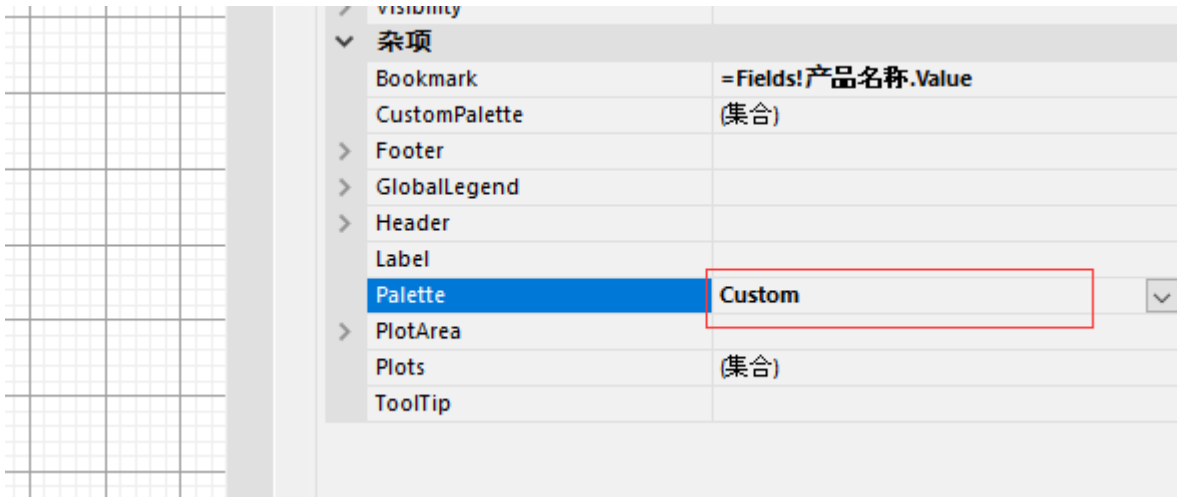 Visibility
杂项
Bookmark =Fields!产品名称.Value
CustomPalette (集合)
Footer
GlobalLegend
Header
Label
Palette Custom
PlotArea
Plots (集合)
ToolTip